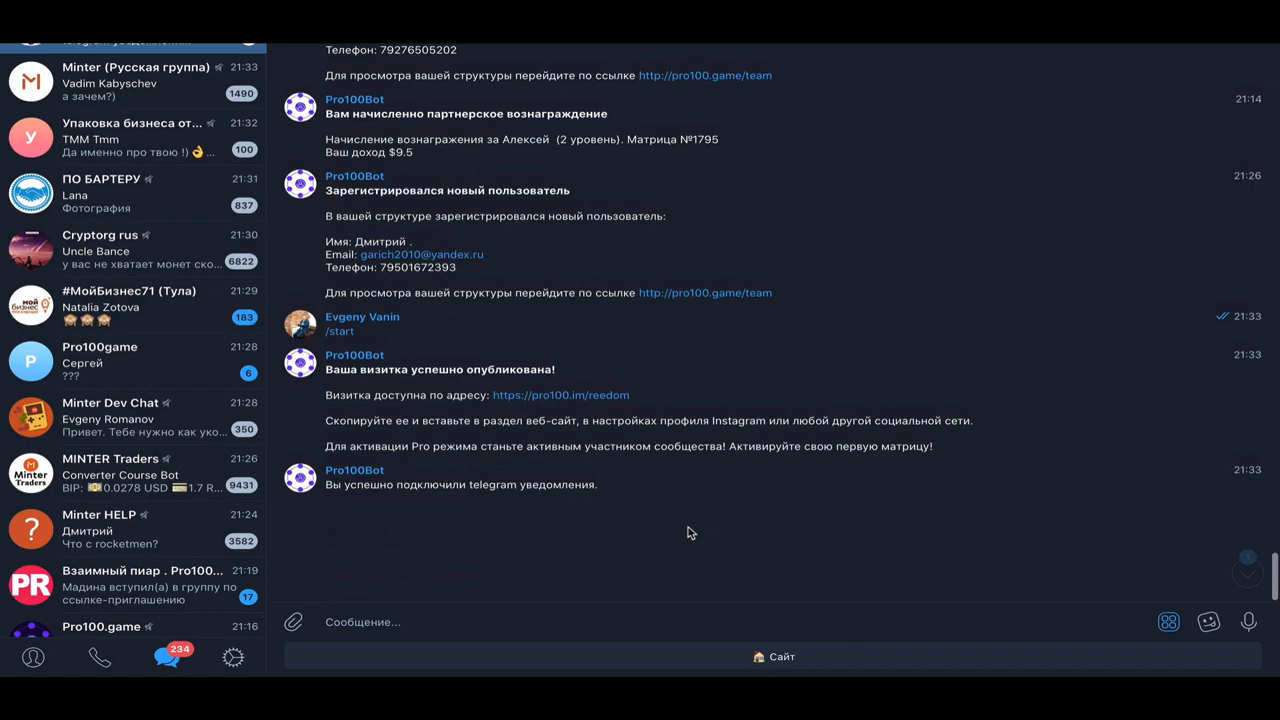 Minter (Русская группа) 21:33
Vadim Kabyschev
а зачем?) 1490
Упаковка бизнеса от... 21:32
У
TMM Tmm
Да именно про твою !) 👌 ... 100
ПО БАРТЕРУ 21:31
Lana
Фотография 837
Cryptorg rus 21:30
Uncle Bance
у вас не хватает монет ско... 6822
#МойБизнес71 (Тула) 21:29
мой бизнес
Natalia Zotova
🙈 🙈 🙈 183
Pro100game 21:28
P
Сергей
??? 6
Minter Dev Chat 21:28
Evgeny Romanov
Привет. Тебе нужно как уко... 350
MINTER Traders 21:26
Minter
Traders
Converter Course Bot
BIP: 💴0.0278 USD 💳1.7 R... 9431
Minter HELP 21:24
?
Дмитрий
Что с rocketmen? 3582
Взаимный пиар . Pro100... 21:19
PR
Мадина вступил(а) в группу по
ссылке-приглашению 17
Pro100.game 21:16
234
Телефон: 79276505202
Для просмотра вашей структуры перейдите по ссылке http://pro100.game/team
Pro100Bot 21:14
Вам начисленно партнерское вознаграждение
Начисление вознаграждения за Алексей (2 уровень). Матрица №1795
Ваш доход $9.5
Pro100Bot 21:26
Зарегистрировался новый пользователь
В вашей структуре зарегистрировался новый пользователь:
Имя: Дмитрий .
Email: garich2010@yandex.ru
Телефон: 79501672393
Для просмотра вашей структуры перейдите по ссылке http://pro100.game/team
Evgeny Vanin 21:33
/start
Pro100Bot 21:33
Ваша визитка успешно опубликована!
Визитка доступна по адресу: https://pro100.im/reedom
Скопируйте ее и вставьте в раздел веб-сайт, в настройках профиля Instagram или любой другой социальной сети.
Для активации Pro режима станьте активным участником сообщества! Активируйте свою первую матрицу!
Pro100Bot 21:33
Вы успешно подключили telegram уведомления.
1
Сообщение...
🏠 Сайт